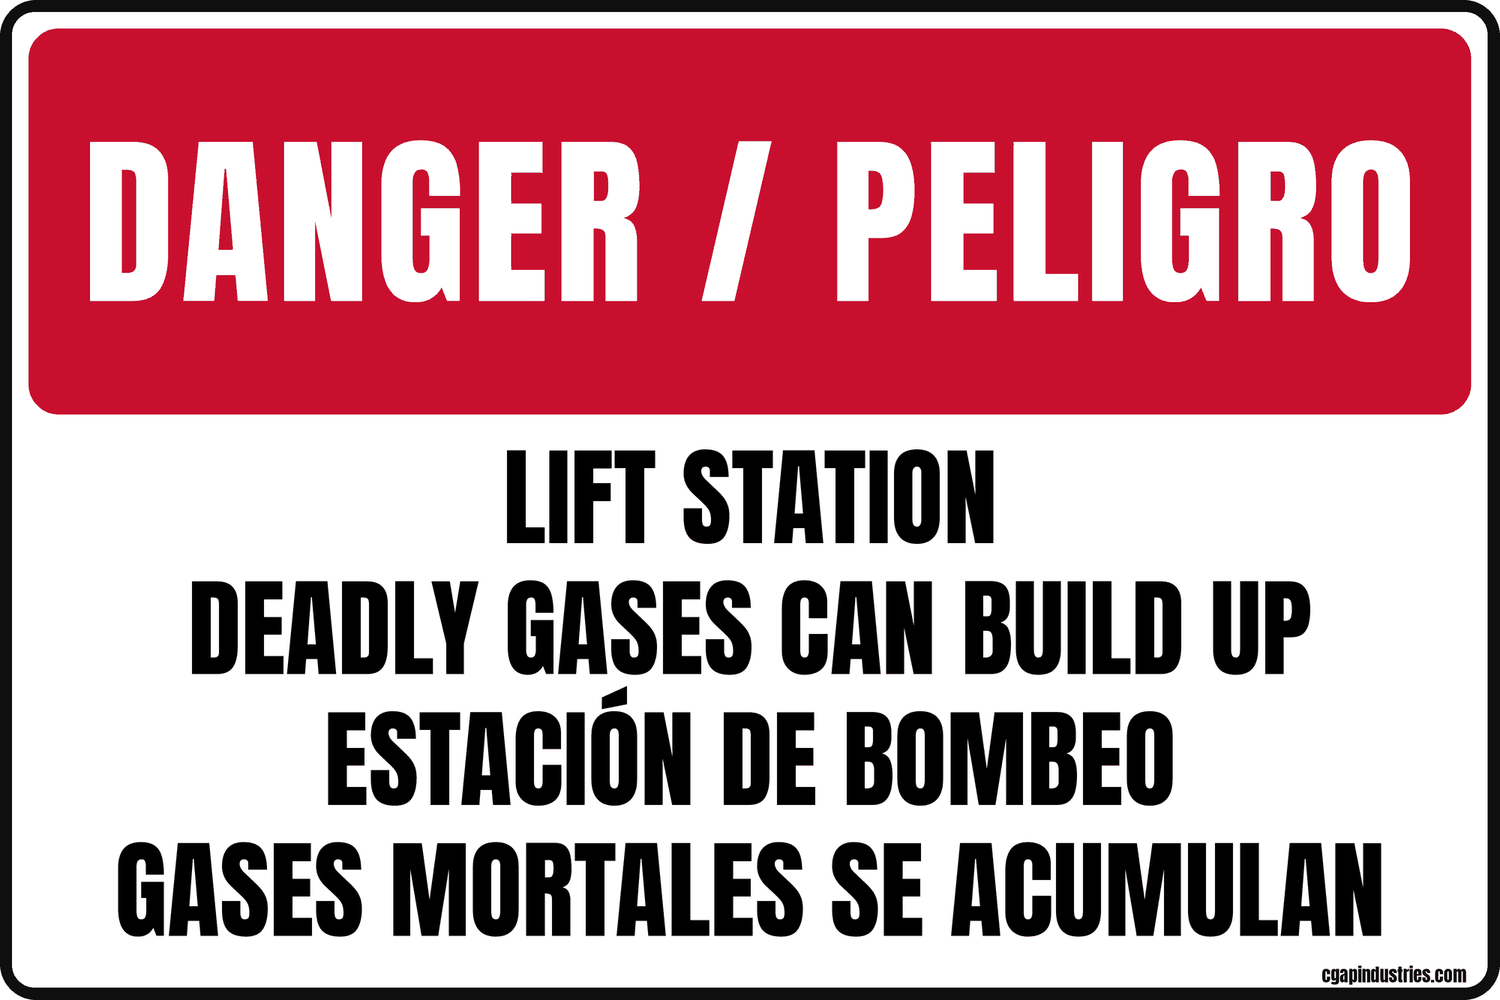 DANGER / PELIGRO
LIFT STATION
DEADLY GASES CAN BUILD UP
ESTACIÓN DE BOMBEO
GASES MORTALES SE ACUMULAN
cgapindustries.com